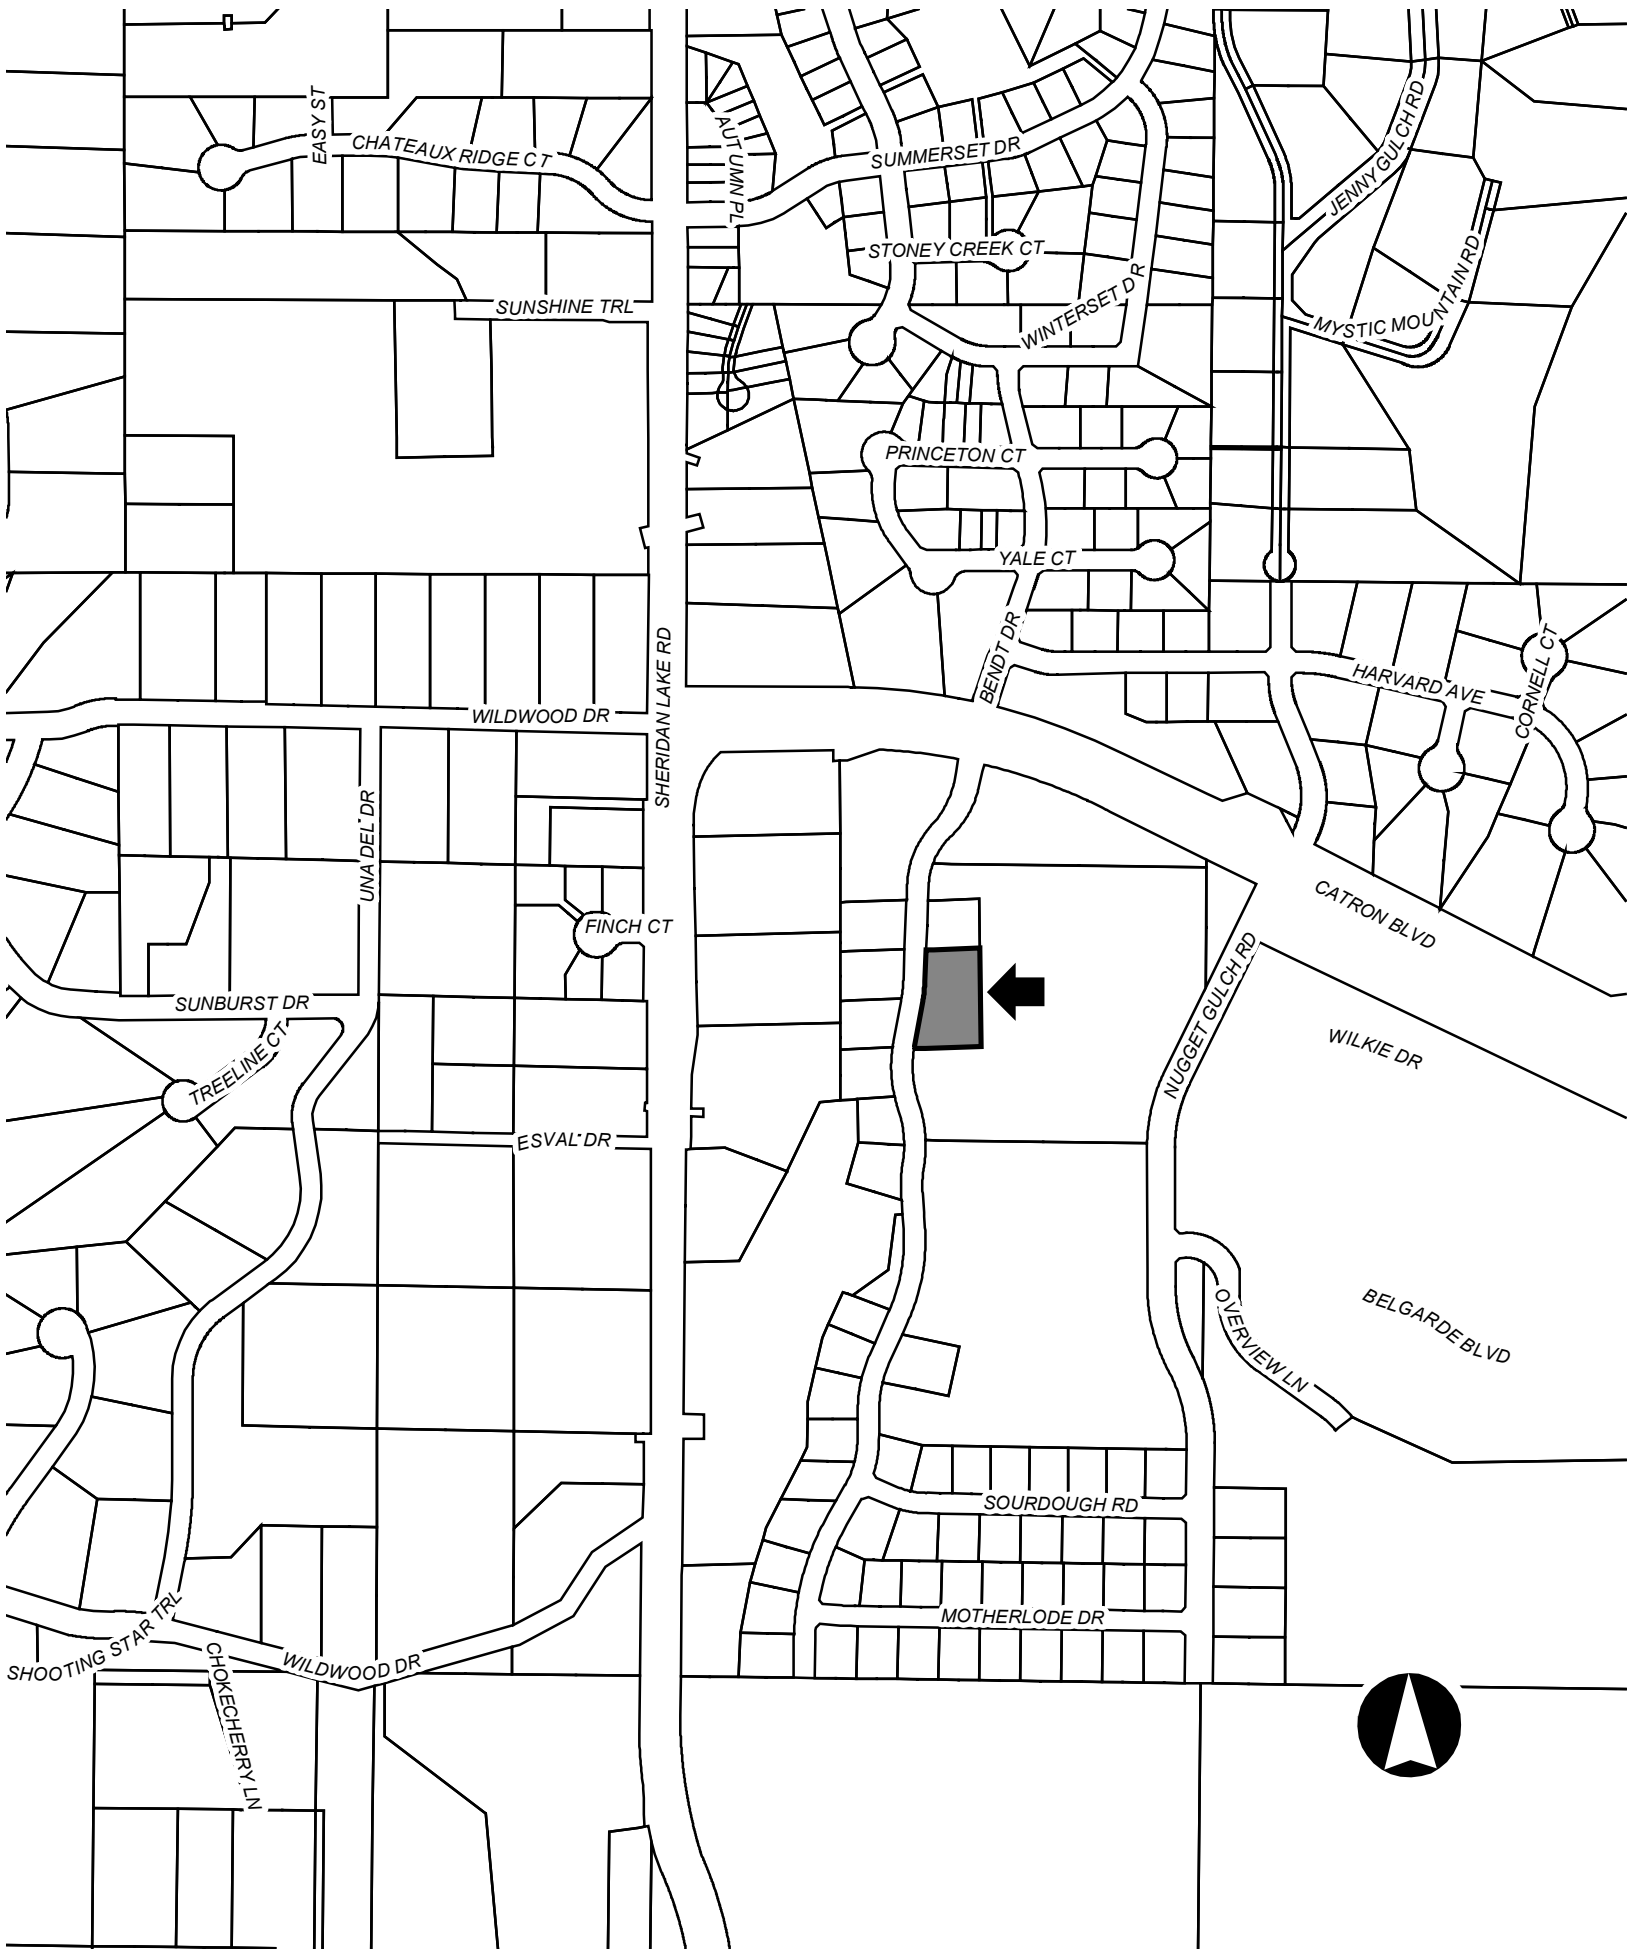 EASY ST
CHATEAUX RIDGE CT
AUTUMN PL
SUMMERSET DR
JENNY GULCH RD
STONEY CREEK CT
SUNSHINE TRL
WINTERSET DR
MYSTIC MOUNTAIN RD
PRINCETON CT
YALE CT
BENDT DR
SHERIDAN LAKE RD
HARVARD AVE
CORNELL CT
WILDWOOD DR
UNA DEL DR
FINCH CT
CATRON BLVD
NUGGET GULCH RD
SUNBURST DR
TREELINE CT
WILKIE DR
ESVAL DR
OVERVIEW LN
BELGARDE BLVD
SOURDOUGH RD
MOTHERLODE DR
SHOOTING STAR TRL
CHOKECHERRY LN
WILDWOOD DR